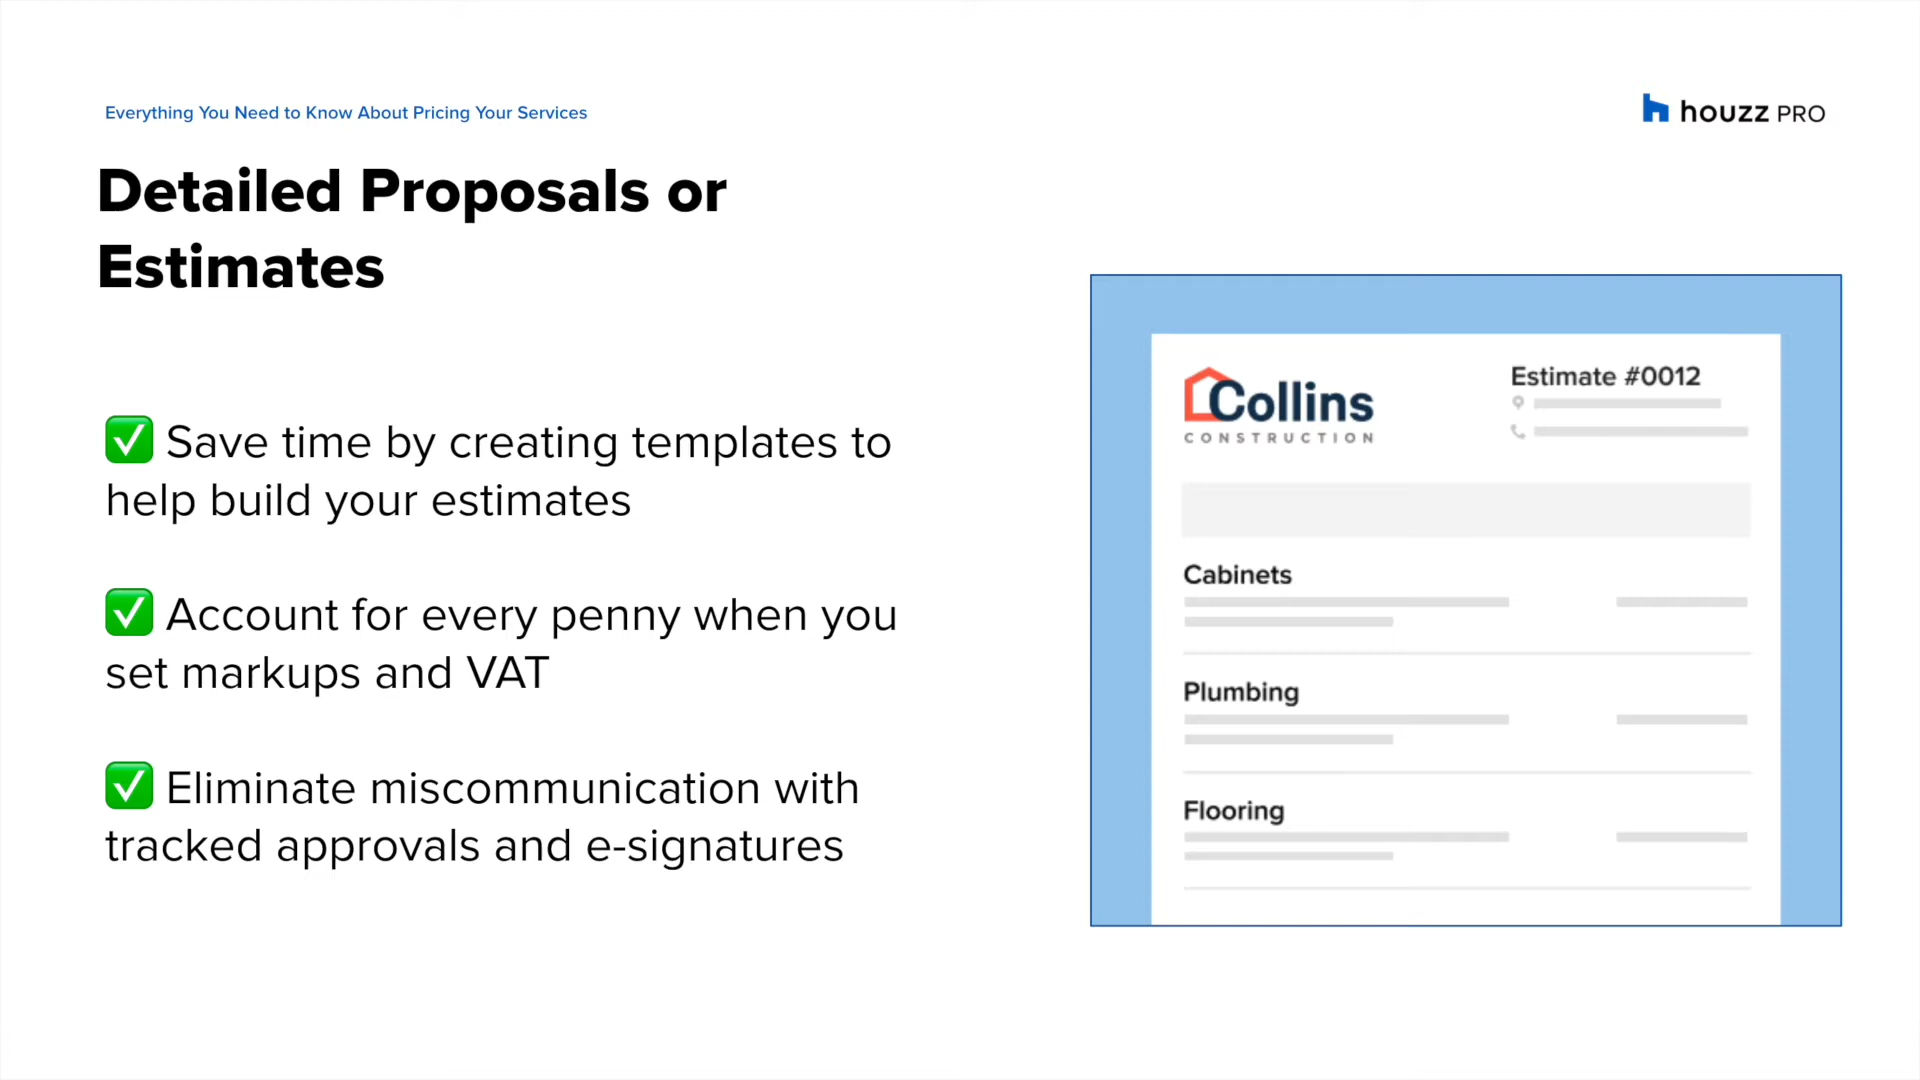 Everything You Need to Know About Pricing Your Services
houzz PRO
Detailed Proposals or
Estimates
✅ Save time by creating templates to
help build your estimates
✅ Account for every penny when you
set markups and VAT
✅ Eliminate miscommunication with
tracked approvals and e-signatures
Collins
CONSTRUCTION
Estimate #0012
Cabinets
Plumbing
Flooring